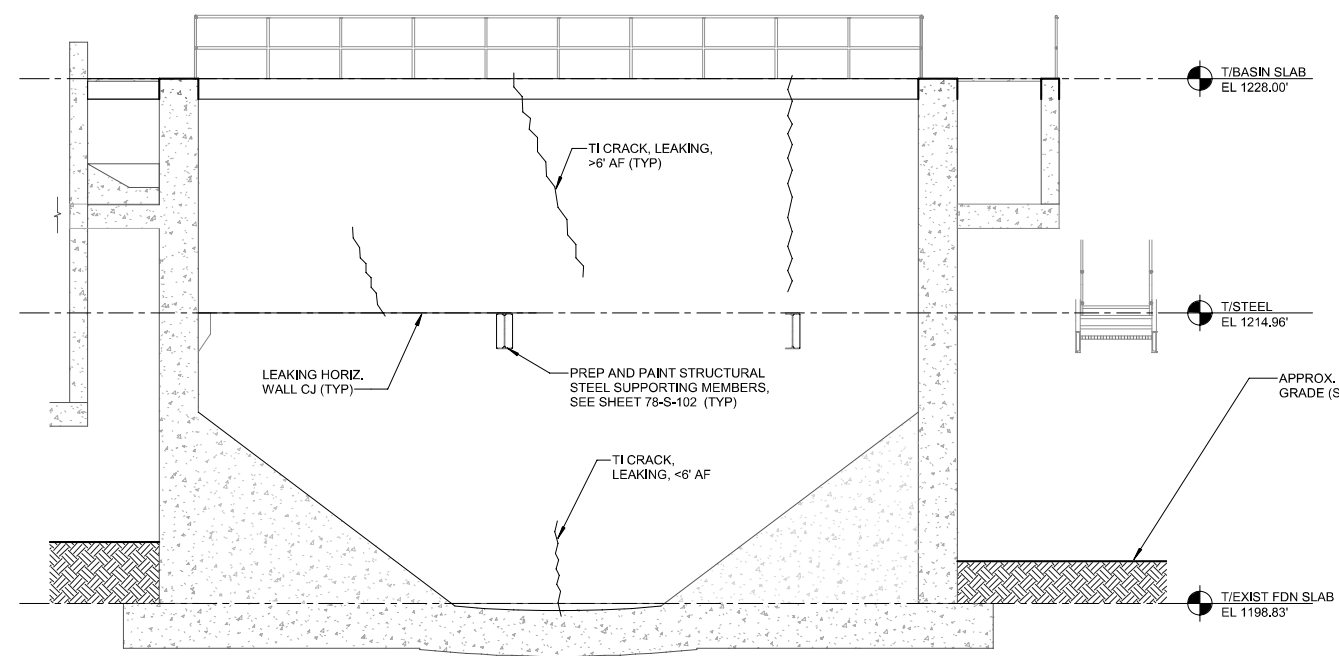 T/BASIN SLAB
EL 1228.00'
TI CRACK, LEAKING,
>6' AF (TYP)
T/STEEL
EL 1214.96'
LEAKING HORIZ.
WALL CJ (TYP)
PREP AND PAINT STRUCTURAL
STEEL SUPPORTING MEMBERS,
SEE SHEET 78-S-102 (TYP)
APPROX.
GRADE (S
TI CRACK,
LEAKING, <6' AF
T/EXIST FDN SLAB
EL 1198.83'